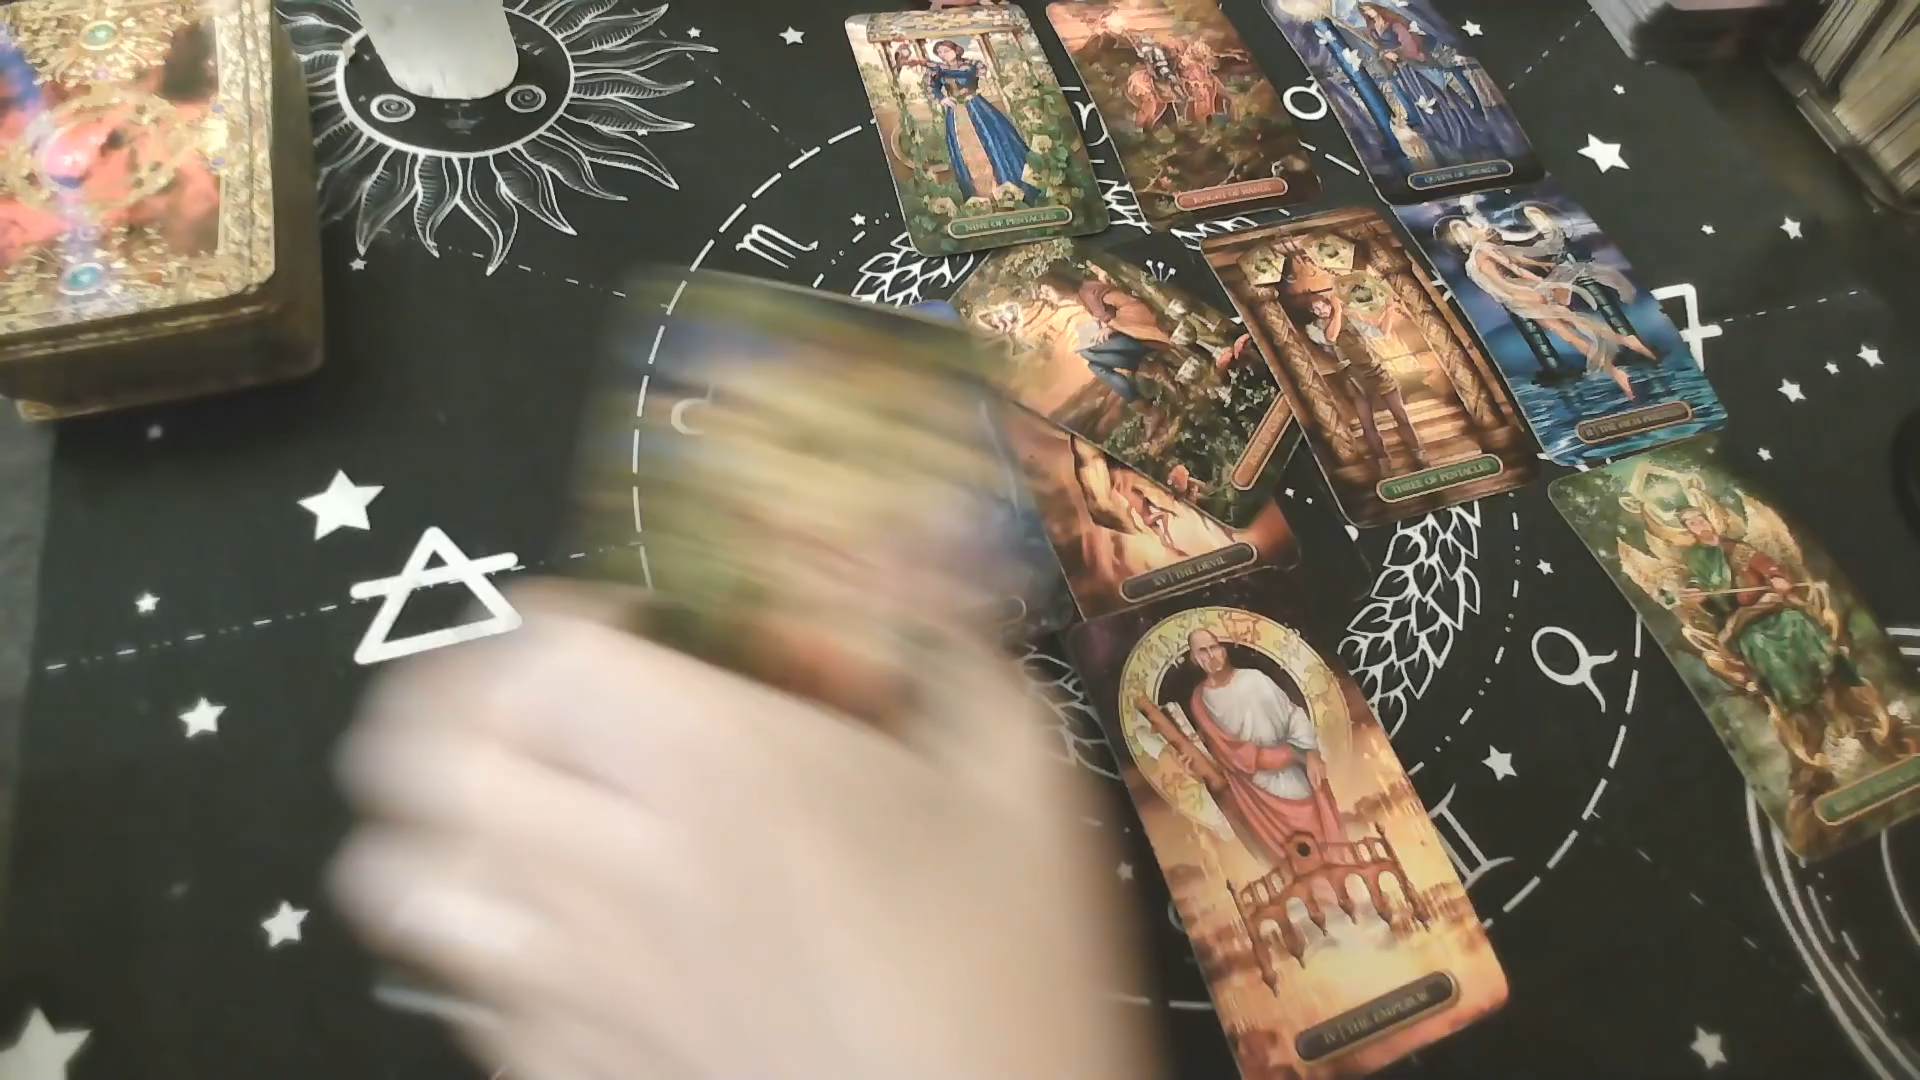 NINE OF PENTACLES
KNIGHT OF WANDS
QUEEN OF SWORDS
II | THE HIGH PRIESTESS
THREE OF PENTACLES
XV | THE DEVIL
IV | THE EMPEROR